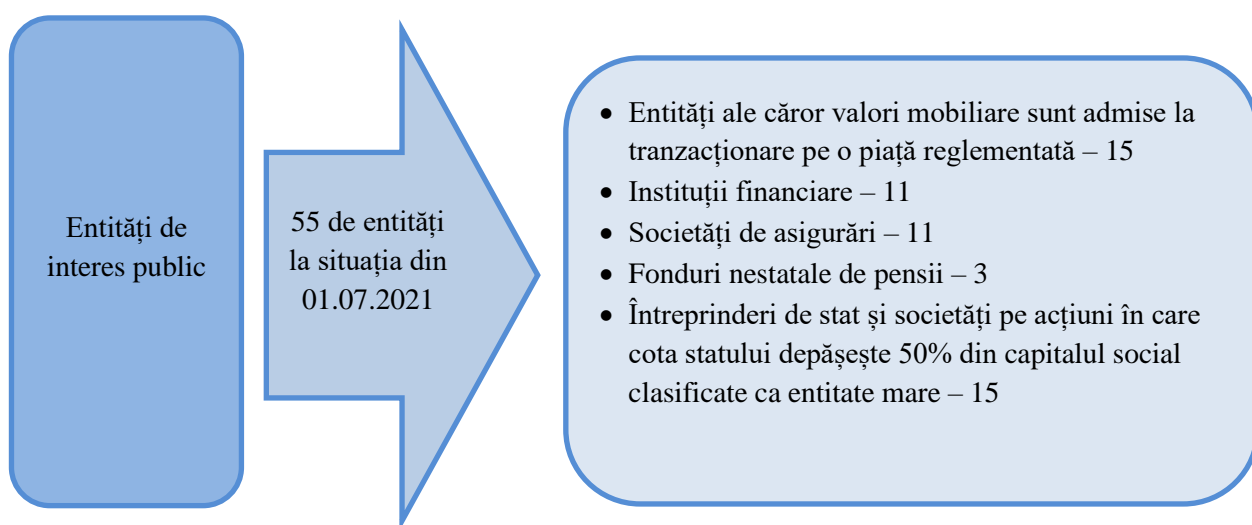 Entități de
interes public
55 de entități
la situația din
01.07.2021
• Entități ale căror valori mobiliare sunt admise la
tranzacționare pe o piață reglementată – 15
• Instituții financiare – 11
• Societăți de asigurări – 11
• Fonduri nestatale de pensii – 3
• Întreprinderi de stat și societăți pe acțiuni în care
cota statului depășește 50% din capitalul social
clasificate ca entitate mare – 15